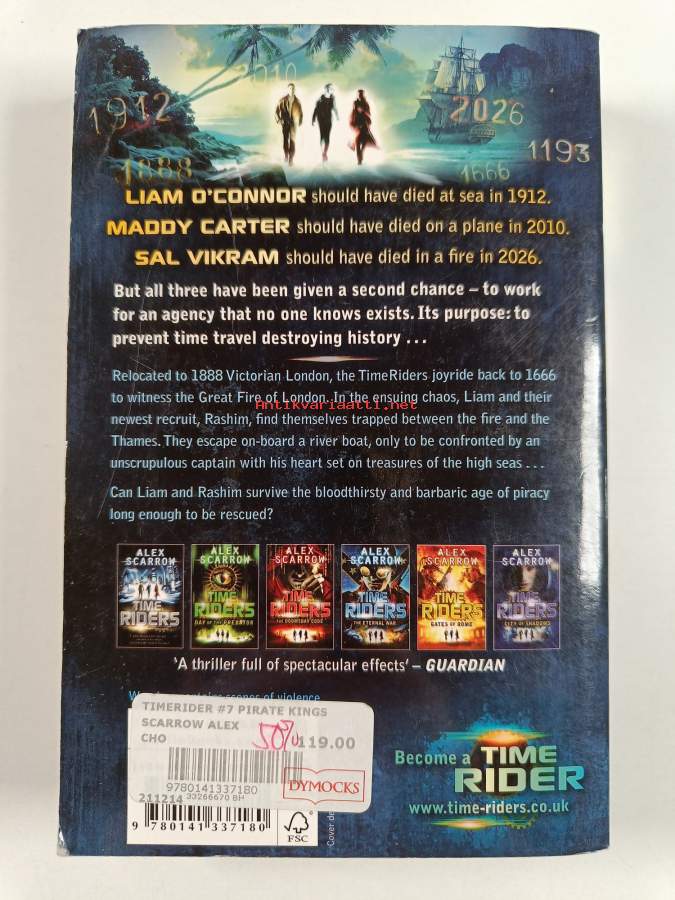 1912
2010
2026
1193
1888
1666
LIAM O'CONNOR should have died at sea in 1912.
MADDY CARTER should have died on a plane in 2010.
SAL VIKRAM should have died in a fire in 2026.
But all three have been given a second chance – to work
for an agency that no one knows exists. Its purpose: to
prevent time travel destroying history ...
Relocated to 1888 Victorian London, the TimeRiders joyride back to 1666
to witness the Great Fire of London. In the ensuing chaos, Liam and their
Antikvariaatti.net
newest recruit, Rashim, find themselves trapped between the fire and the
Thames. They escape on-board a river boat, only to be confronted by an
unscrupulous captain with his heart set on treasures of the high seas ...
Can Liam and Rashim survive the bloodthirsty and barbaric age of piracy
long enough to be rescued?
ALEX SCARROW
TIME RIDERS
ALEX SCARROW
TIME RIDERS
DAY OF THE PREDATOR
ALEX SCARROW
TIME RIDERS
THE DOOMSDAY CODE
ALEX SCARROW
TIME RIDERS
THE ETERNAL WAR
ALEX SCARROW
TIME RIDERS
GATES OF ROME
ALEX SCARROW
TIME RIDERS
CITY OF SHADOWS
'A thriller full of spectacular effects' – GUARDIAN
scenes of violence
TIMERIDER #7 PIRATE KINGS
SCARROW ALEX
CHO
50%
119.00
9780141337180
DYMOCKS
211214
33266670 BH
9 780141 337180
FSC
Cover de
Become a TIME
RIDER
www.time-riders.co.uk